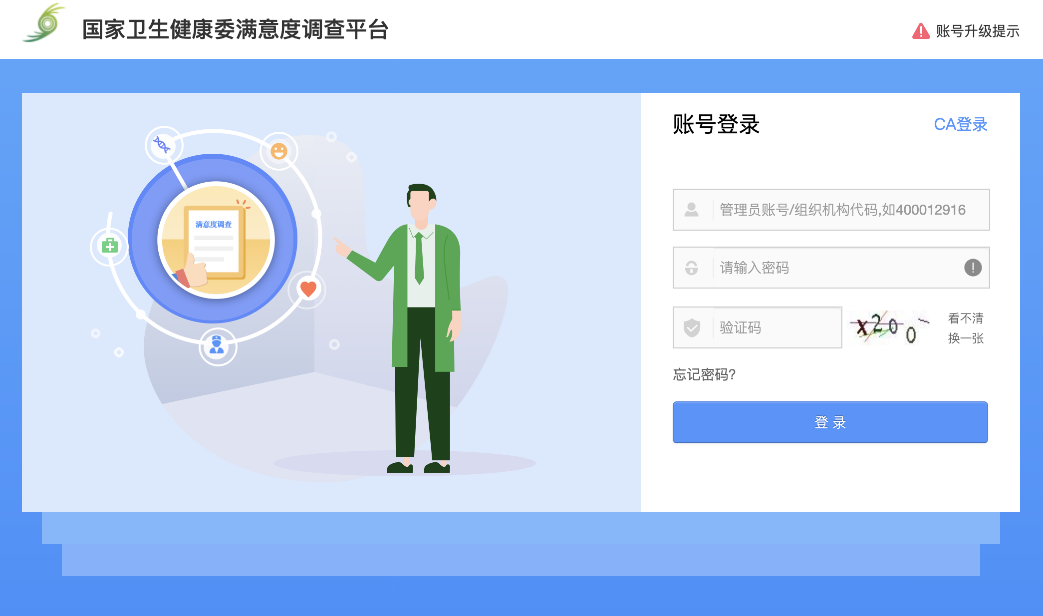 国家卫生健康委满意度调查平台
账号升级提示
满意度调查
账号登录
CA登录
管理员账号/组织机构代码,如400012916
请输入密码
验证码
x200
看不清
换一张
忘记密码?
登 录